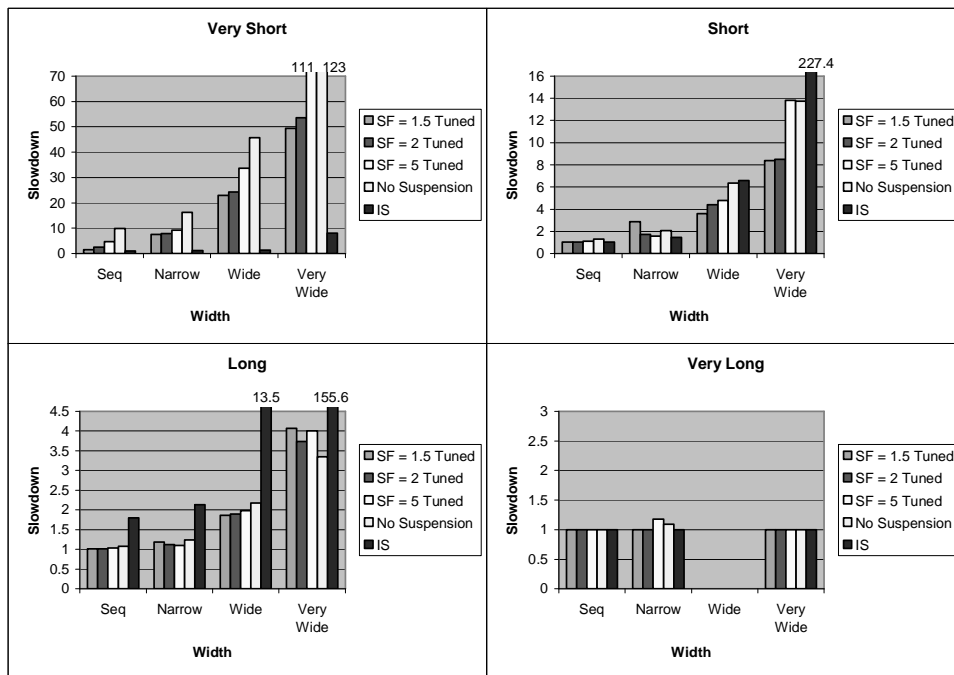 Very Short
111 123
70
60
50
40
30
20
10
0
Slowdown
Seq Narrow Wide Very
Wide
Width
SF = 1.5 Tuned
SF = 2 Tuned
SF = 5 Tuned
No Suspension
IS
Short
227.4
16
14
12
10
8
6
4
2
0
Slowdown
Seq Narrow Wide Very
Wide
Width
SF = 1.5 Tuned
SF = 2 Tuned
SF = 5 Tuned
No Suspension
IS
Long
13.5 155.6
4.5
4
3.5
3
2.5
2
1.5
1
0.5
0
Slowdown
Seq Narrow Wide Very
Wide
Width
SF = 1.5 Tuned
SF = 2 Tuned
SF = 5 Tuned
No Suspension
IS
Very Long
3
2.5
2
1.5
1
0.5
0
Slowdown
Seq Narrow Wide Very
Wide
Width
SF = 1.5 Tuned
SF = 2 Tuned
SF = 5 Tuned
No Suspension
IS